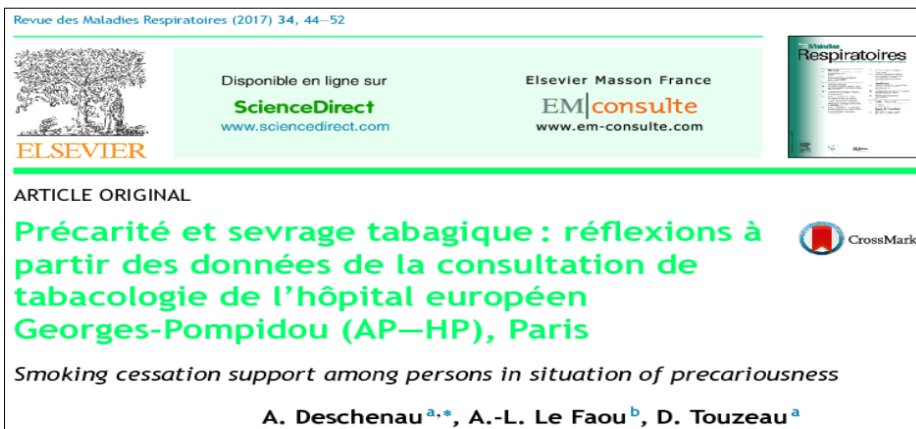 Revue des Maladies Respiratoires (2017) 34, 44—52
Disponible en ligne sur
ScienceDirect
www.sciencedirect.com
Elsevier Masson France
EM|consulte
www.em-consulte.com
ELSEVIER
Respiratoires
ARTICLE ORIGINAL
Précarité et sevrage tabagique : réflexions à
partir des données de la consultation de
tabacologie de l'hôpital européen
Georges-Pompidou (AP—HP), Paris
CrossMark
Smoking cessation support among persons in situation of precariousness
A. Deschenau a,*, A.-L. Le Faou b, D. Touzeau a